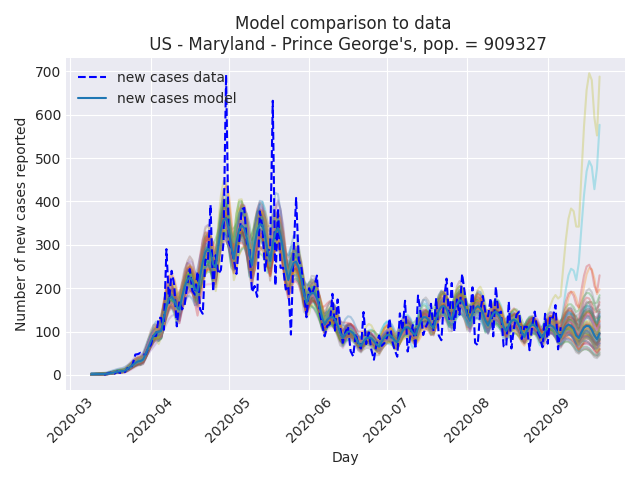 Model comparison to data
US - Maryland - Prince George's, pop. = 909327
new cases data
new cases model
Number of new cases reported
700
600
500
400
300
200
100
0
2020-03
2020-04
2020-05
2020-06
2020-07
2020-08
2020-09
Day